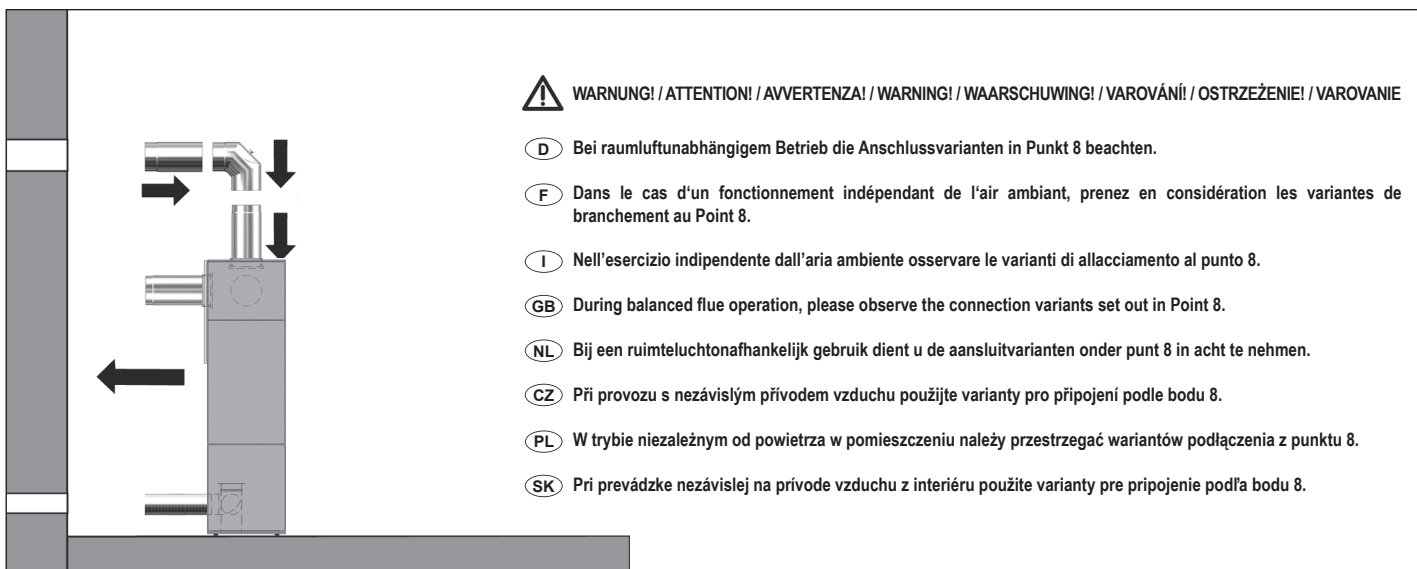 WARNUNG! / ATTENTION! / AVVERTENZA! / WARNING! / WAARSCHUWING! / VAROVÁNÍ! / OSTRZEŻENIE! / VAROVANIE
D Bei raumluftunabhängigem Betrieb die Anschlussvarianten in Punkt 8 beachten.
F Dans le cas d‘un fonctionnement indépendant de l‘air ambiant, prenez en considération les variantes de
branchement au Point 8.
I Nell’esercizio indipendente dall’aria ambiente osservare le varianti di allacciamento al punto 8.
GB During balanced flue operation, please observe the connection variants set out in Point 8.
NL Bij een ruimteluchtonafhankelijk gebruik dient u de aansluitvarianten onder punt 8 in acht te nehmen.
CZ Při provozu s nezávislým přívodem vzduchu použijte varianty pro připojení podle bodu 8.
PL W trybie niezależnym od powietrza w pomieszczeniu należy przestrzegać wariantów podłączenia z punktu 8.
SK Pri prevádzke nezávislej na prívode vzduchu z interiéru použite varianty pre pripojenie podľa bodu 8.